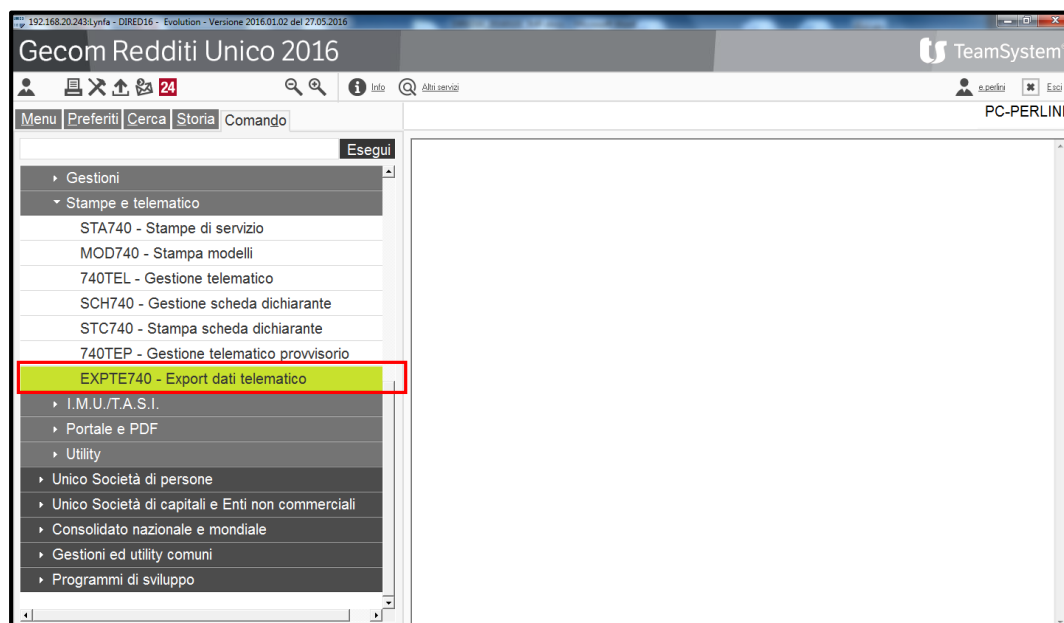 192.168.20.243:Lynfa - DIRED16 - Evolution - Versione 2016.01.02 del 27.05.2016
Gecom Redditi Unico 2016
TeamSystem®
24
Info
Altri servizi
e.perlini
Esci
Menu Preferiti Cerca Storia Comando
PC-PERLINI
Esegui
Gestioni
Stampe e telematico
STA740 - Stampe di servizio
MOD740 - Stampa modelli
740TEL - Gestione telematico
SCH740 - Gestione scheda dichiarante
STC740 - Stampa scheda dichiarante
740TEP - Gestione telematico provvisorio
EXPTE740 - Export dati telematico
I.M.U./T.A.S.I.
Portale e PDF
Utility
Unico Società di persone
Unico Società di capitali e Enti non commerciali
Consolidato nazionale e mondiale
Gestioni ed utility comuni
Programmi di sviluppo